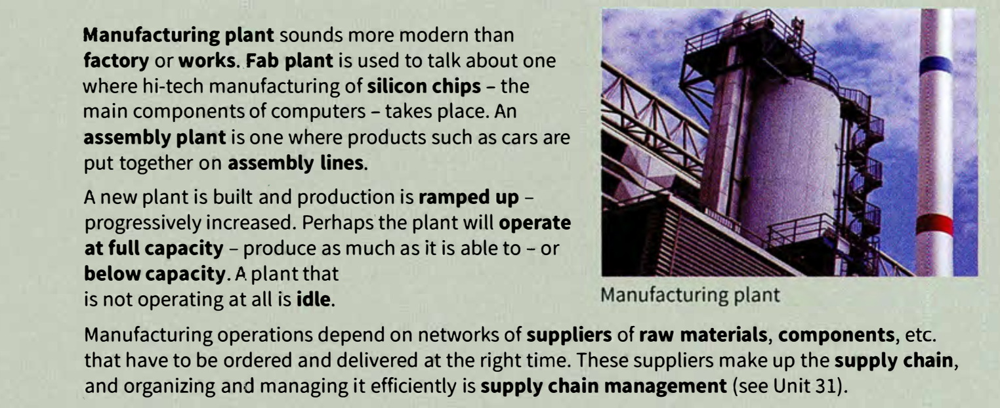 Manufacturing plant sounds more modern than
factory or works. Fab plant is used to talk about one
where hi-tech manufacturing of silicon chips – the
main components of computers – takes place. An
assembly plant is one where products such as cars are
put together on assembly lines.
A new plant is built and production is ramped up –
progressively increased. Perhaps the plant will operate
at full capacity – produce as much as it is able to – or
below capacity. A plant that
is not operating at all is idle.
Manufacturing plant
Manufacturing operations depend on networks of suppliers of raw materials, components, etc.
that have to be ordered and delivered at the right time. These suppliers make up the supply chain,
and organizing and managing it efficiently is supply chain management (see Unit 31).